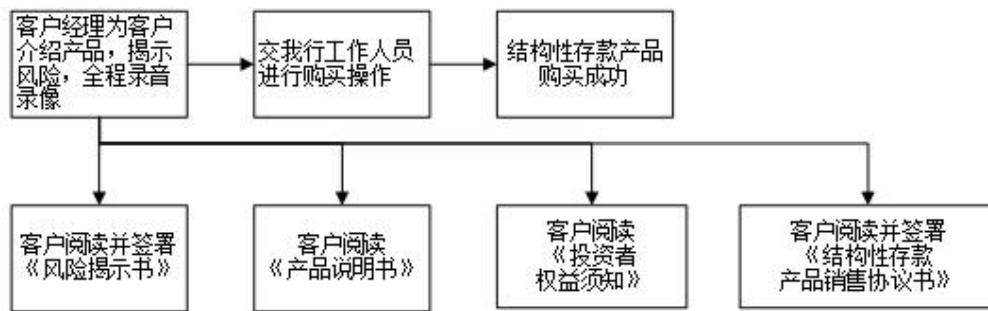 客户经理为客户
介绍产品，揭示
风险，全程录音
录像
交我行工作人员
进行购买操作
结构性存款产品
购买成功
客户阅读并签署
《风险揭示书》
客户阅读
《产品说明书》
客户阅读
《投资者
权益须知》
客户阅读并签署
《结构性存款
产品销售协议书》